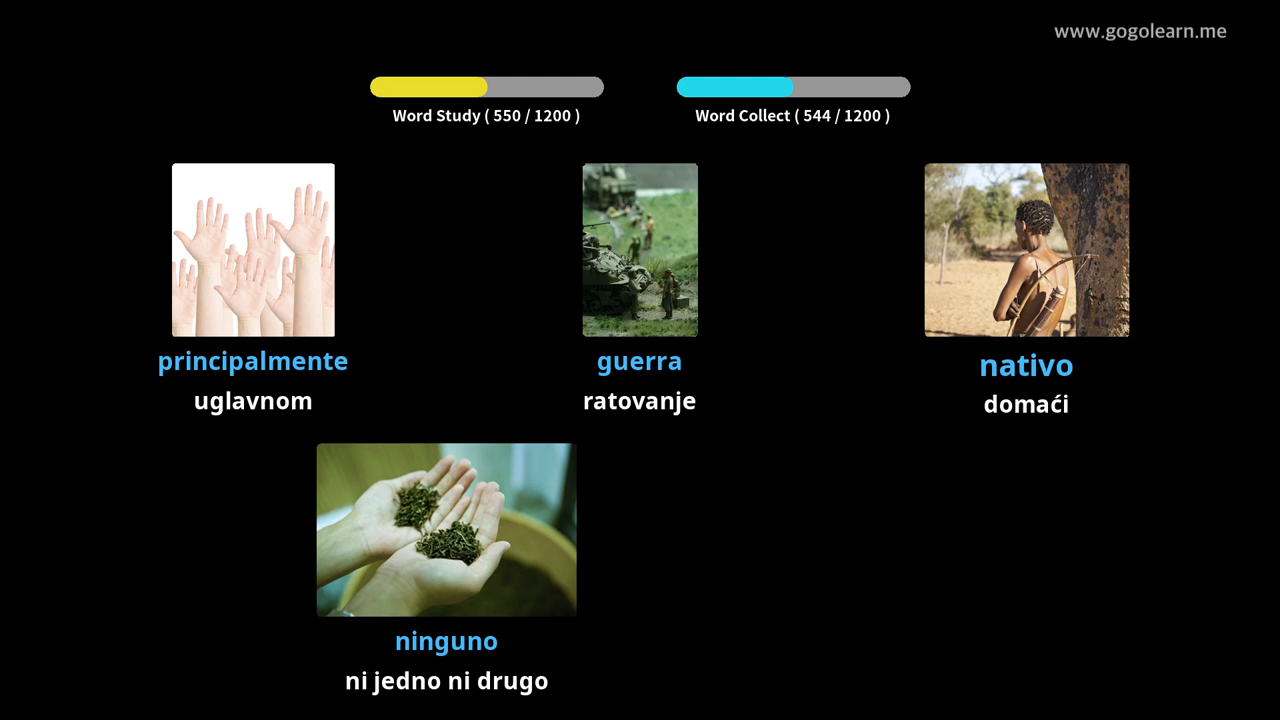 www.gogolearn.me
Word Study ( 550 / 1200 )
Word Collect ( 544 / 1200 )
principalmente
uglavnom
guerra
ratovanje
nativo
domaći
ninguno
ni jedno ni drugo